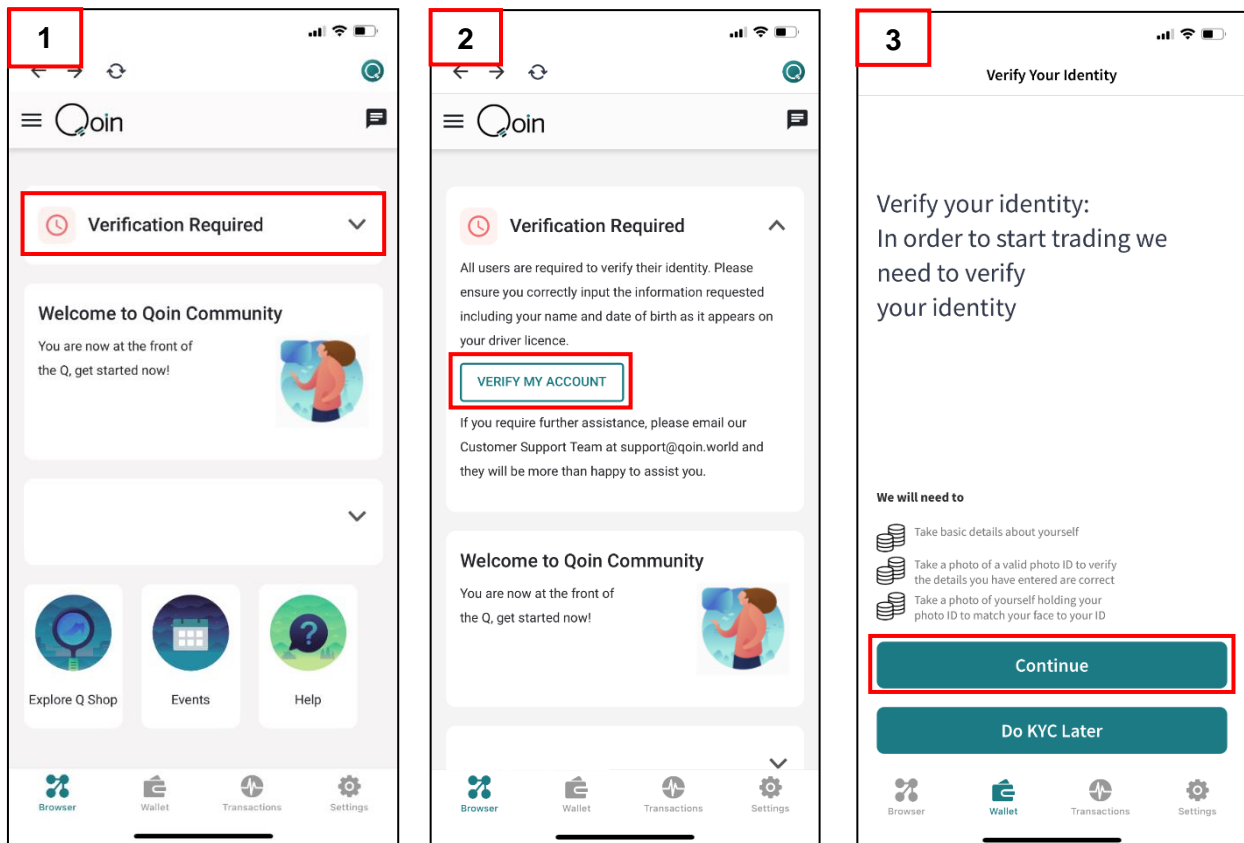 1
Qoin
Verification Required
Welcome to Qoin Community
You are now at the front of
the Q, get started now!
Explore Q Shop
Events
Help
Browser
Wallet
Transactions
Settings
2
Qoin
Verification Required
All users are required to verify their identity. Please
ensure you correctly input the information requested
including your name and date of birth as it appears on
your driver licence.
VERIFY MY ACCOUNT
If you require further assistance, please email our
Customer Support Team at support@qoin.world and
they will be more than happy to assist you.
Welcome to Qoin Community
You are now at the front of
the Q, get started now!
Browser
Wallet
Transactions
Settings
3
Verify Your Identity
Verify your identity:
In order to start trading we
need to verify
your identity
We will need to
Take basic details about yourself
Take a photo of a valid photo ID to verify
the details you have entered are correct
Take a photo of yourself holding your
photo ID to match your face to your ID
Continue
Do KYC Later
Browser
Wallet
Transactions
Settings